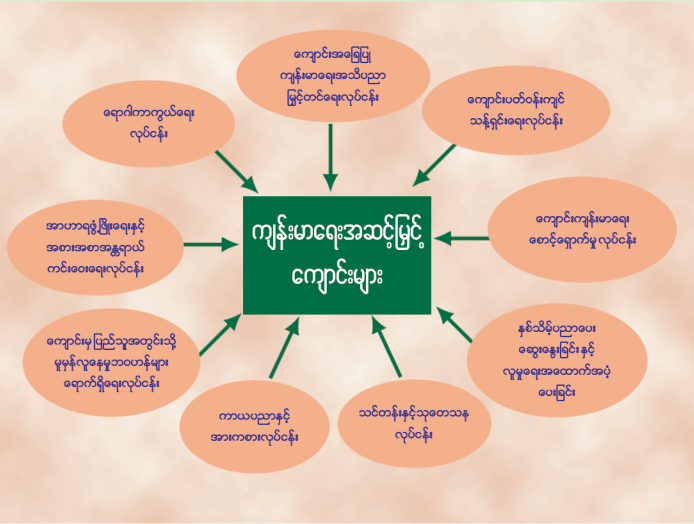 ကျောင်းအခြေပြု
ကျန်းမာရေးအသိပညာ
မြှင့်တင်ရေးလုပ်ငန်း
ရောဂါကာကွယ်ရေး
လုပ်ငန်း
ကျောင်းပတ်ဝန်းကျင်
သန့်ရှင်းရေးလုပ်ငန်း
အာဟာရဖွံ့ဖြိုးရေးနှင့်
အစားအစာအန္တရာယ်
ကင်းဝေးရေးလုပ်ငန်း
ကျန်းမာရေးအဆင့်မြှင့်
ကျောင်းများ
ကျောင်းကျန်းမာရေး
စောင့်ရှောက်မှုလုပ်ငန်း
ကျောင်းမှပြည်သူအတွင်းသို့
မူမှန်လူနေမှုဘဝဟန်များ
ရောက်ရှိရေးလုပ်ငန်း
နှစ်သိမ့်ပညာပေး
ဆွေးနွေးခြင်းနှင့်
လူမှုရေးအထောက်အပံ့
ပေးခြင်း
ကာယပညာနှင့်
အားကစားလုပ်ငန်း
သင်တန်းနှင့်သုတေသန
လုပ်ငန်း